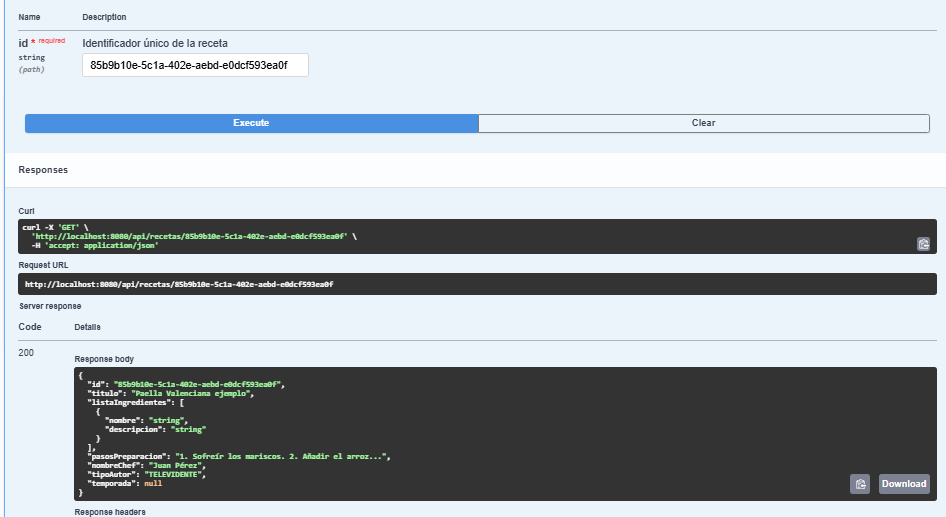 Name Description
id * required Identificador único de la receta
string
(path)
85b9b10e-5c1a-402e-aebd-e0dcf593ea0f
Execute Clear
Responses
Curl
curl -X 'GET' \
'http://localhost:8080/api/recetas/85b9b10e-5c1a-402e-aebd-e0dcf593ea0f' \
-H 'accept: application/json'
Request URL
http://localhost:8080/api/recetas/85b9b10e-5c1a-402e-aebd-e0dcf593ea0f
Server response
Code Details
200
Response body
{
"id": "85b9b10e-5c1a-402e-aebd-e0dcf593ea0f",
"titulo": "Paella Valenciana ejemplo",
"listaIngredientes": [
{
"nombre": "string",
"descripcion": "string"
}
],
"pasosPreparacion": "1. Sofreír los mariscos. 2. Añadir el arroz...",
"nombreChef": "Juan Pérez",
"tipoAutor": "TELEVIDENTE",
"temporada": null
}
Download
Response headers